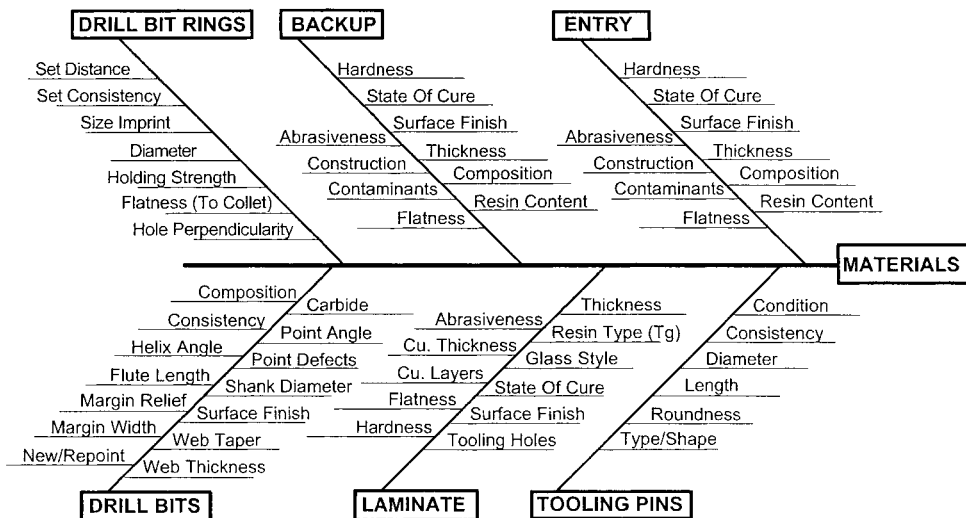 DRILL BIT RINGS
Set Distance
Set Consistency
Size Imprint
Diameter
Holding Strength
Flatness (To Collet)
Hole Perpendicularity
BACKUP
Hardness
State Of Cure
Surface Finish
Abrasiveness
Thickness
Construction
Composition
Contaminants
Resin Content
Flatness
ENTRY
Hardness
State Of Cure
Surface Finish
Abrasiveness
Thickness
Construction
Composition
Contaminants
Resin Content
Flatness
MATERIALS
Composition
Carbide
Consistency
Point Angle
Helix Angle
Point Defects
Flute Length
Shank Diameter
Margin Relief
Surface Finish
Margin Width
Web Taper
New/Repoint
Web Thickness
DRILL BITS
Thickness
Abrasiveness
Resin Type (Tg)
Cu. Thickness
Glass Style
Cu. Layers
State Of Cure
Flatness
Surface Finish
Hardness
Tooling Holes
LAMINATE
Condition
Consistency
Diameter
Length
Roundness
Type/Shape
TOOLING PINS